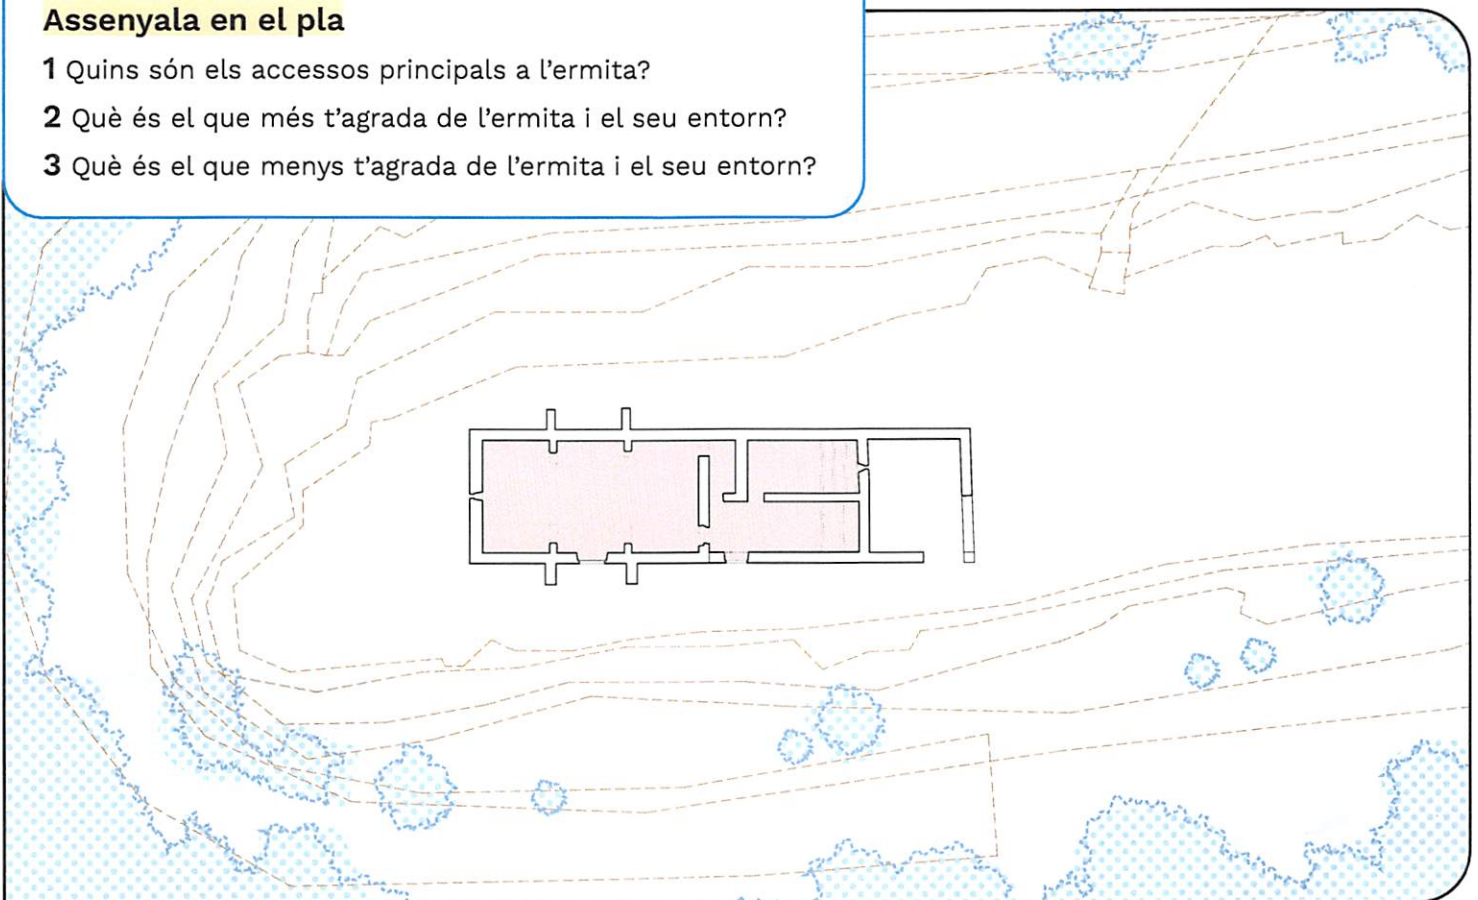 Assenyala en el pla
1 Quins són els accessos principals a l’ermita?
2 Què és el que més t’agrada de l’ermita i el seu entorn?
3 Què és el que menys t’agrada de l’ermita i el seu entorn?